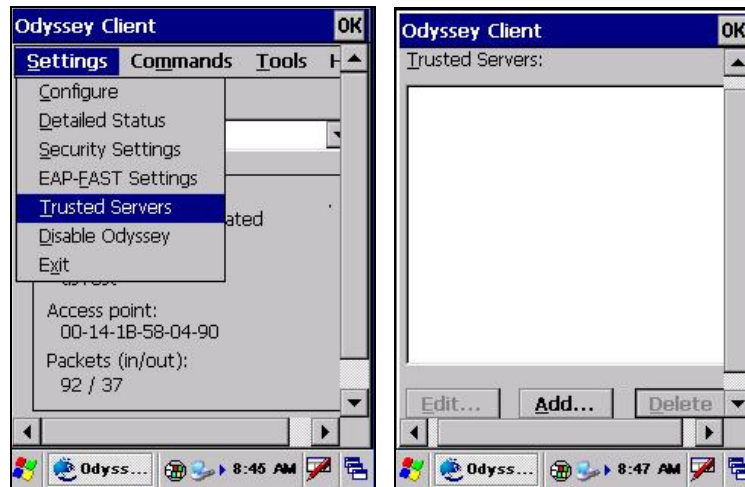 Odyssey Client OK
Settings Commands Tools
Configure
Detailed Status
Security Settings
EAP-FAST Settings
Trusted Servers
Disable Odyssey
Exit
ated
Access point:
00-14-1B-58-04-90
Packets (in/out):
92 / 37
Odyss... 8:45 AM
Odyssey Client OK
Trusted Servers:
Edit... Add... Delete
Odyss... 8:47 AM